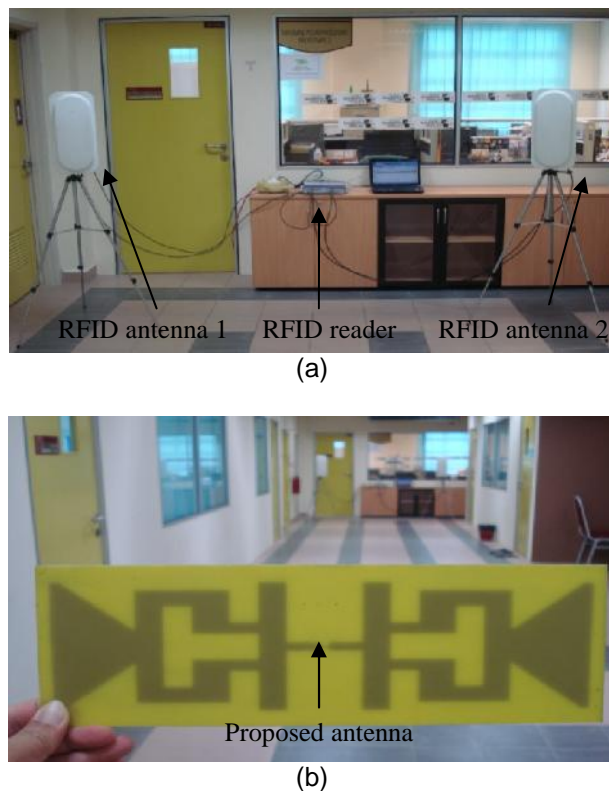 RFID antenna 1
RFID reader
RFID antenna 2
(a)
Proposed antenna
(b)